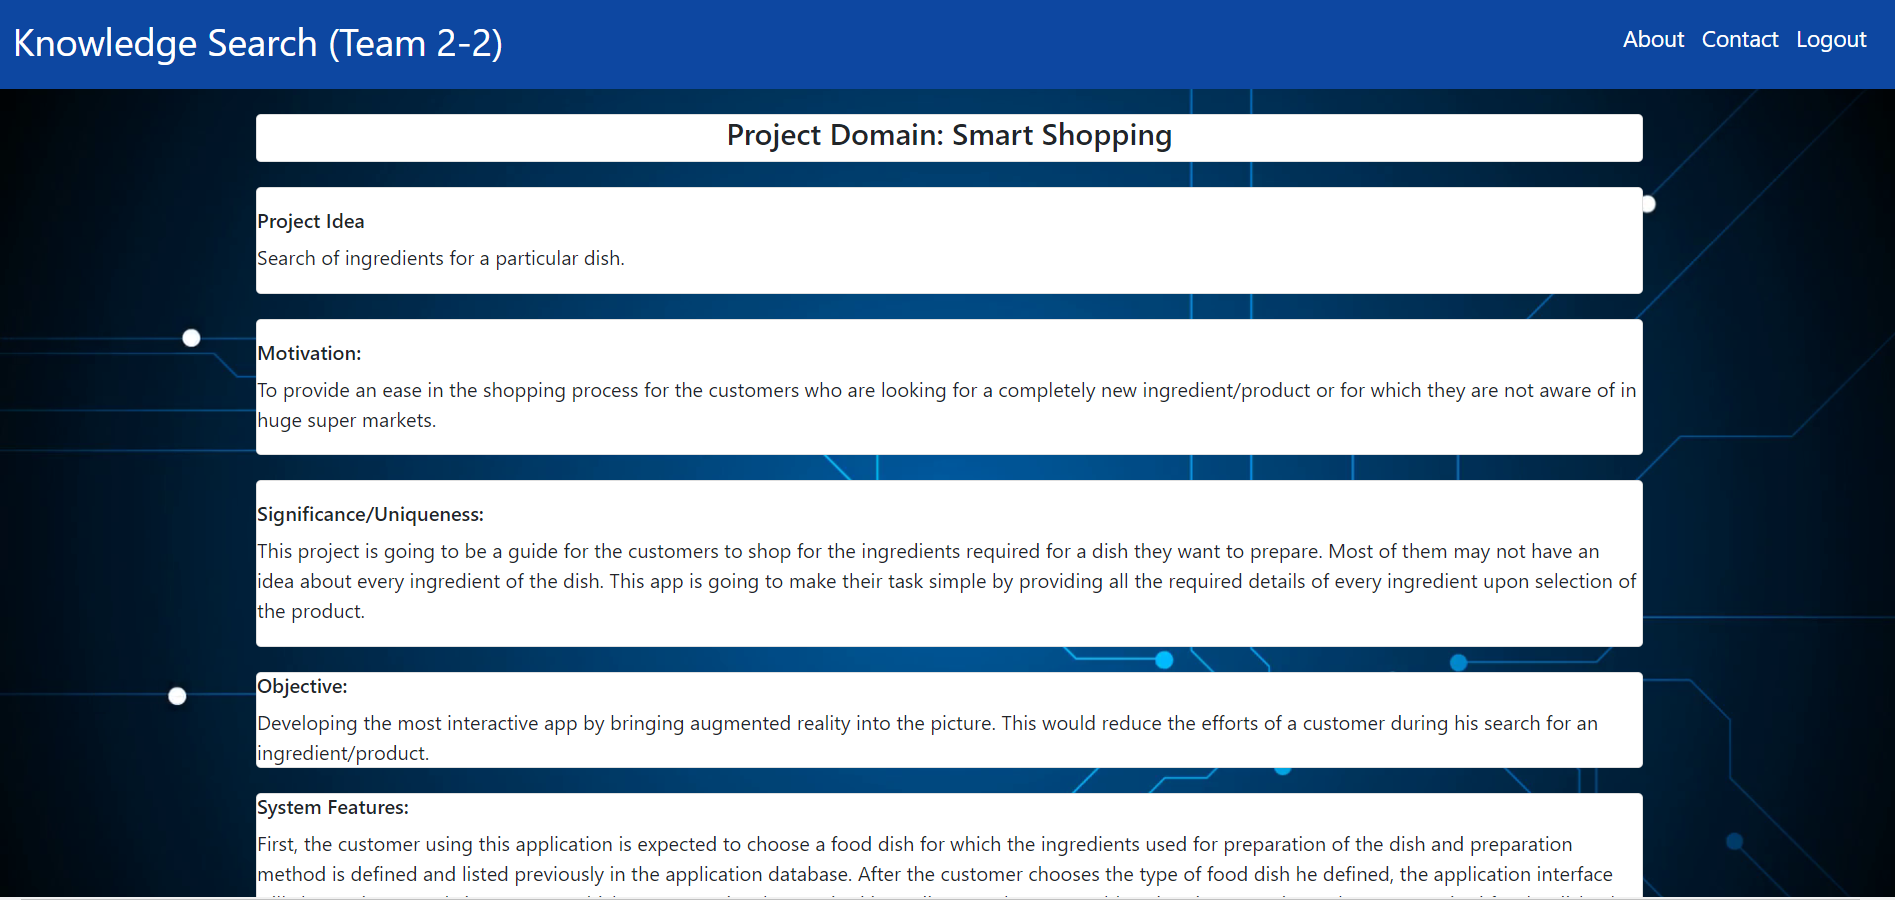 Knowledge Search (Team 2-2)
About Contact Logout
Project Domain: Smart Shopping
Project Idea
Search of ingredients for a particular dish.
Motivation:
To provide an ease in the shopping process for the customers who are looking for a completely new ingredient/product or for which they are not aware of in
huge super markets.
Significance/Uniqueness:
This project is going to be a guide for the customers to shop for the ingredients required for a dish they want to prepare. Most of them may not have an
idea about every ingredient of the dish. This app is going to make their task simple by providing all the required details of every ingredient upon selection of
the product.
Objective:
Developing the most interactive app by bringing augmented reality into the picture. This would reduce the efforts of a customer during his search for an
ingredient/product.
System Features:
First, the customer using this application is expected to choose a food dish for which the ingredients used for preparation of the dish and preparation
method is defined and listed previously in the application database. After the customer chooses the type of food dish he defined, the application interface